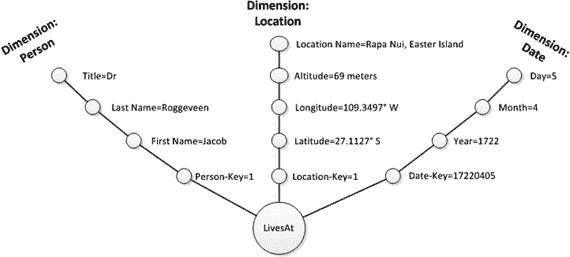 Dimension:
Person
Title=Dr
Last Name=Roggeveen
First Name=Jacob
Person-Key=1
Dimension:
Location
Location Name=Rapa Nui, Easter Island
Altitude=69 meters
Longitude=109.3497° W
Latitude=27.1127° S
Location-Key=1
Dimension:
Date
Day=5
Month=4
Year=1722
Date-Key=17220405
LivesAt